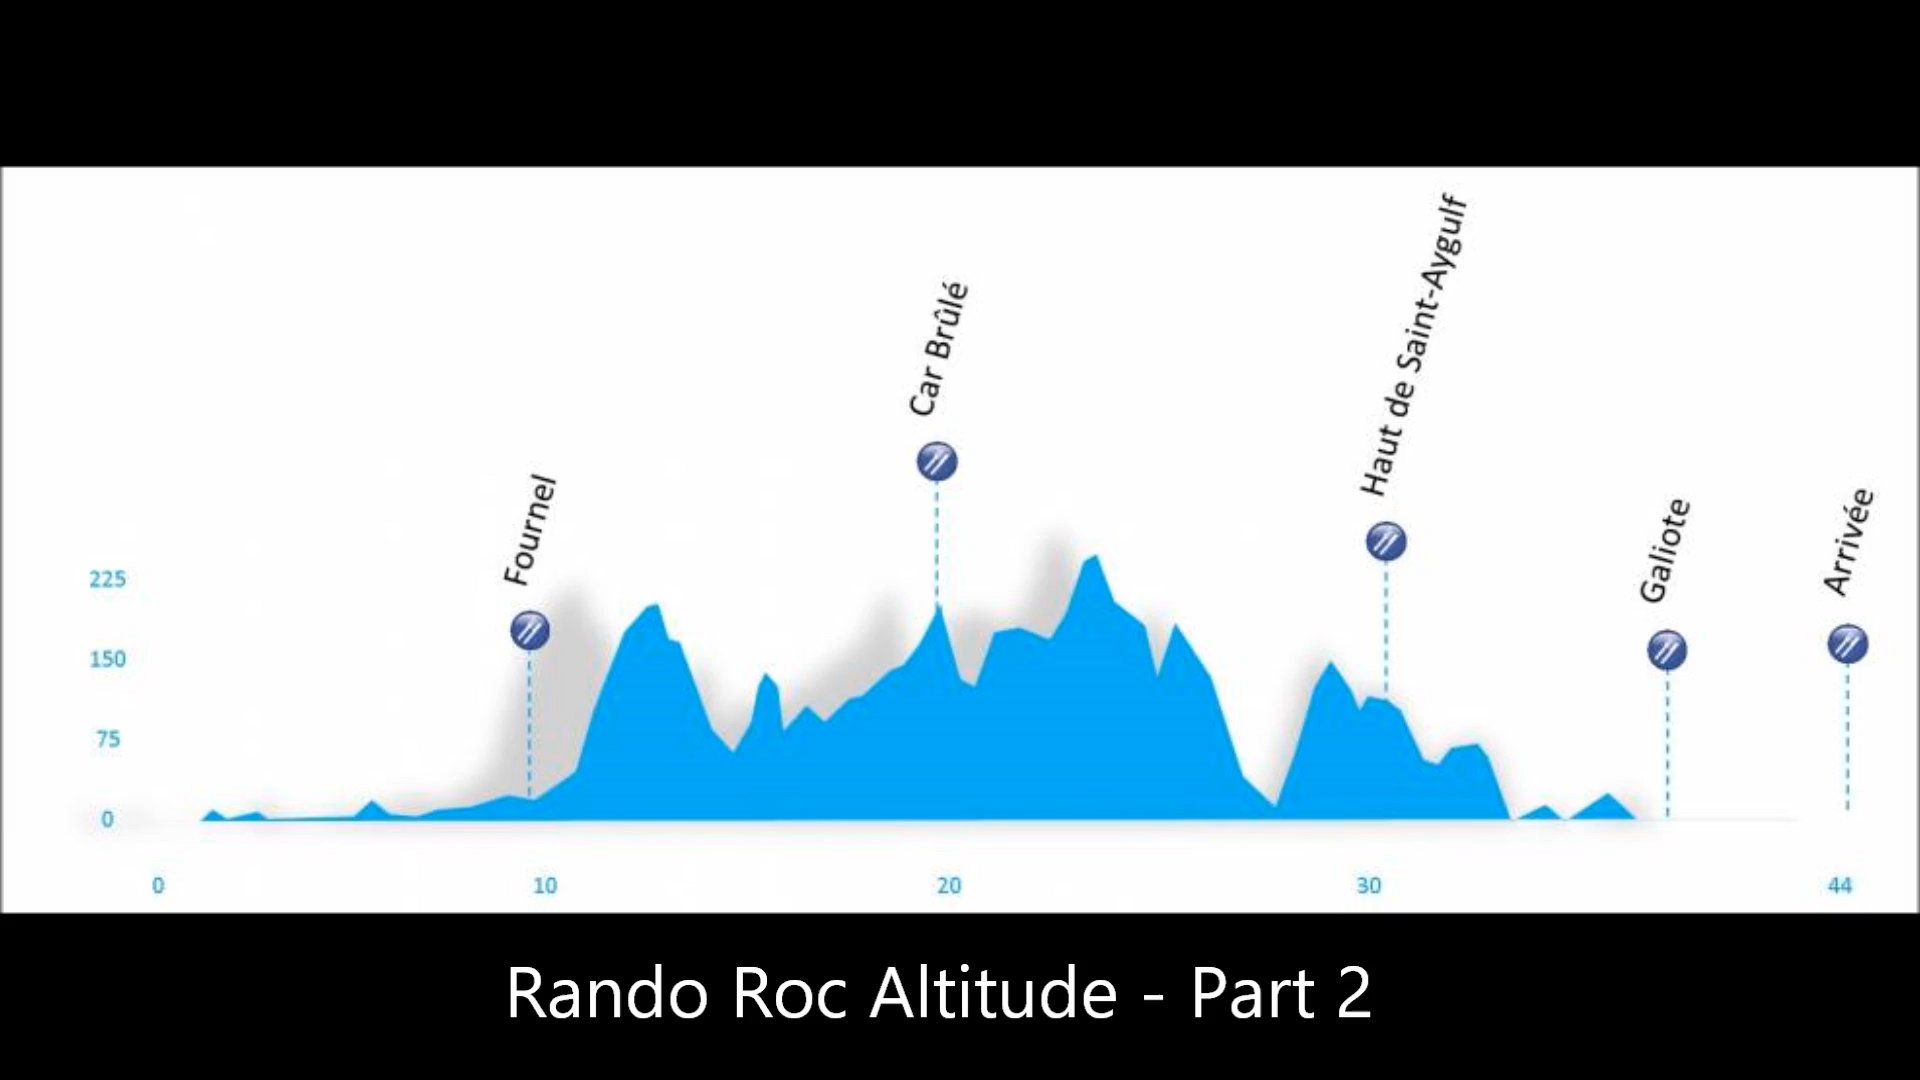 Haut de Saint-Aygulf
Car Brûlé
Fournel
Galiote
Arrivée
225
150
75
0
0 10 20 30 44
Rando Roc Altitude - Part 2